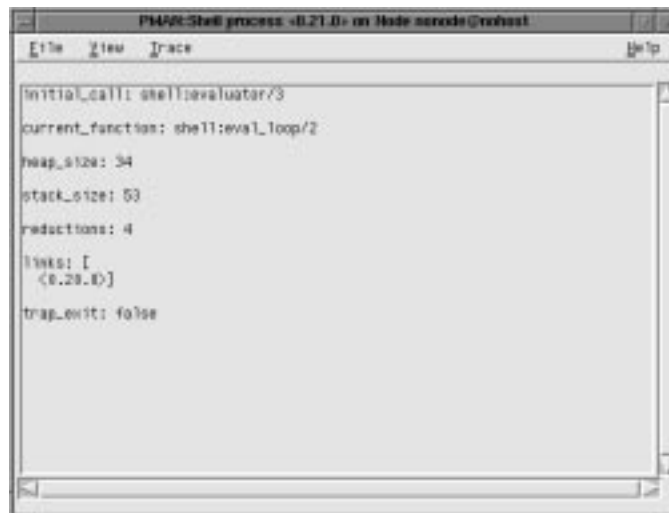 PMAN:Shell process <0.21.0> on Node nonode@nohost
File View Trace Help
initial_call: shell:evaluator/3
current_function: shell:eval_loop/2
heap_size: 34
stack_size: 53
reductions: 4
links: [
<0.20.0>]
trap_exit: false